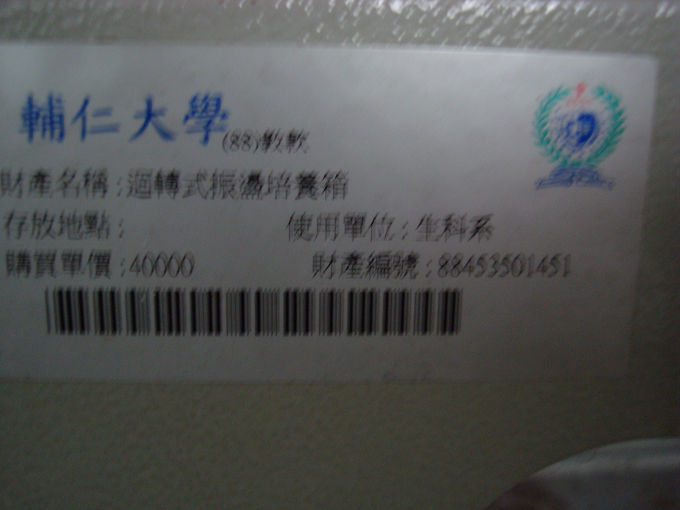 輔仁大學 (88)教軟
財產名稱：迴轉式振盪培養箱
存放地點： 使用單位：生科系
購買單價：40000 財產編號：88453501451